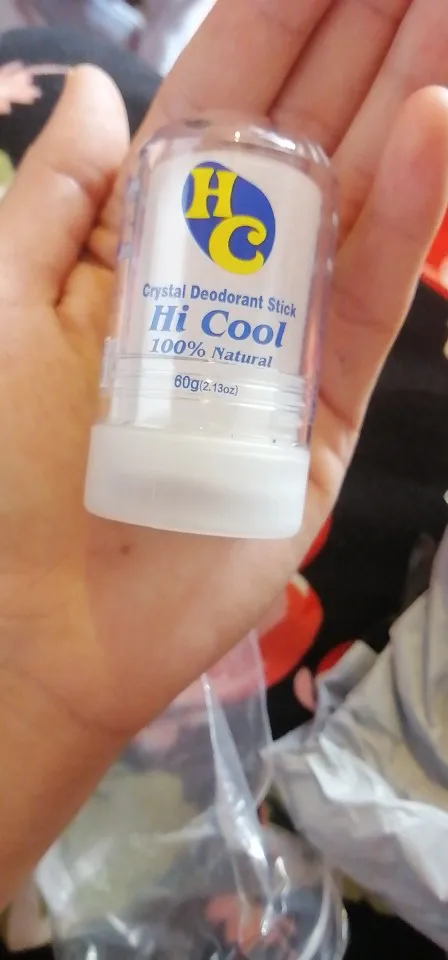 HC
Crystal Deodorant Stick
Hi Cool
100% Natural
60g(2.13oz)